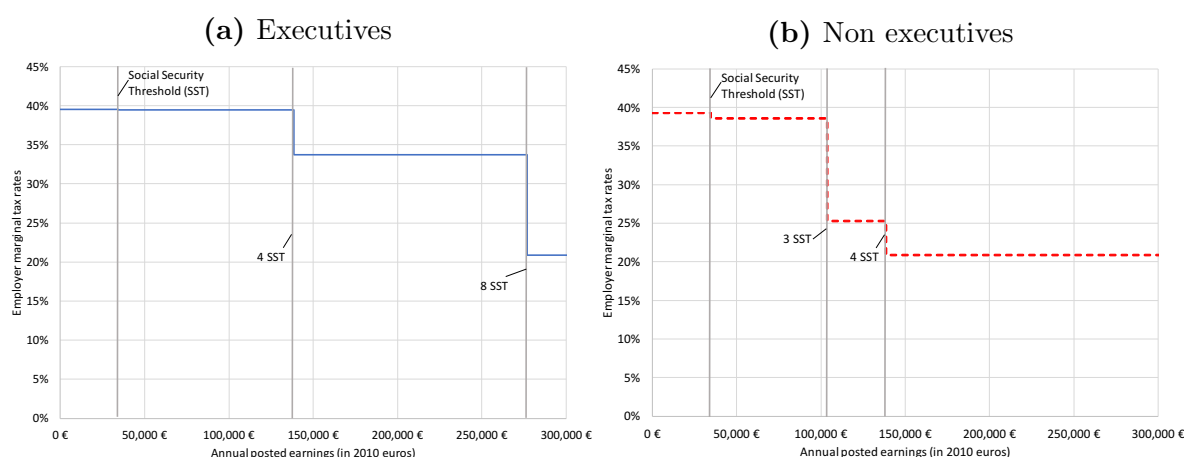 (a) Executives
45%
40%
35%
30%
25%
20%
15%
10%
5%
0%
Employer marginal tax rates
Social Security
Threshold (SST)
4 SST
8 SST
0 €
50,000 €
100,000 €
150,000 €
200,000 €
250,000 €
300,000 €
Annual posted earnings (in 2010 euros)
(b) Non executives
45%
40%
35%
30%
25%
20%
15%
10%
5%
0%
Employer marginal tax rates
Social Security
Threshold (SST)
3 SST
4 SST
0 €
50,000 €
100,000 €
150,000 €
200,000 €
250,000 €
300,000 €
Annual posted earnings (in 2010 euros)